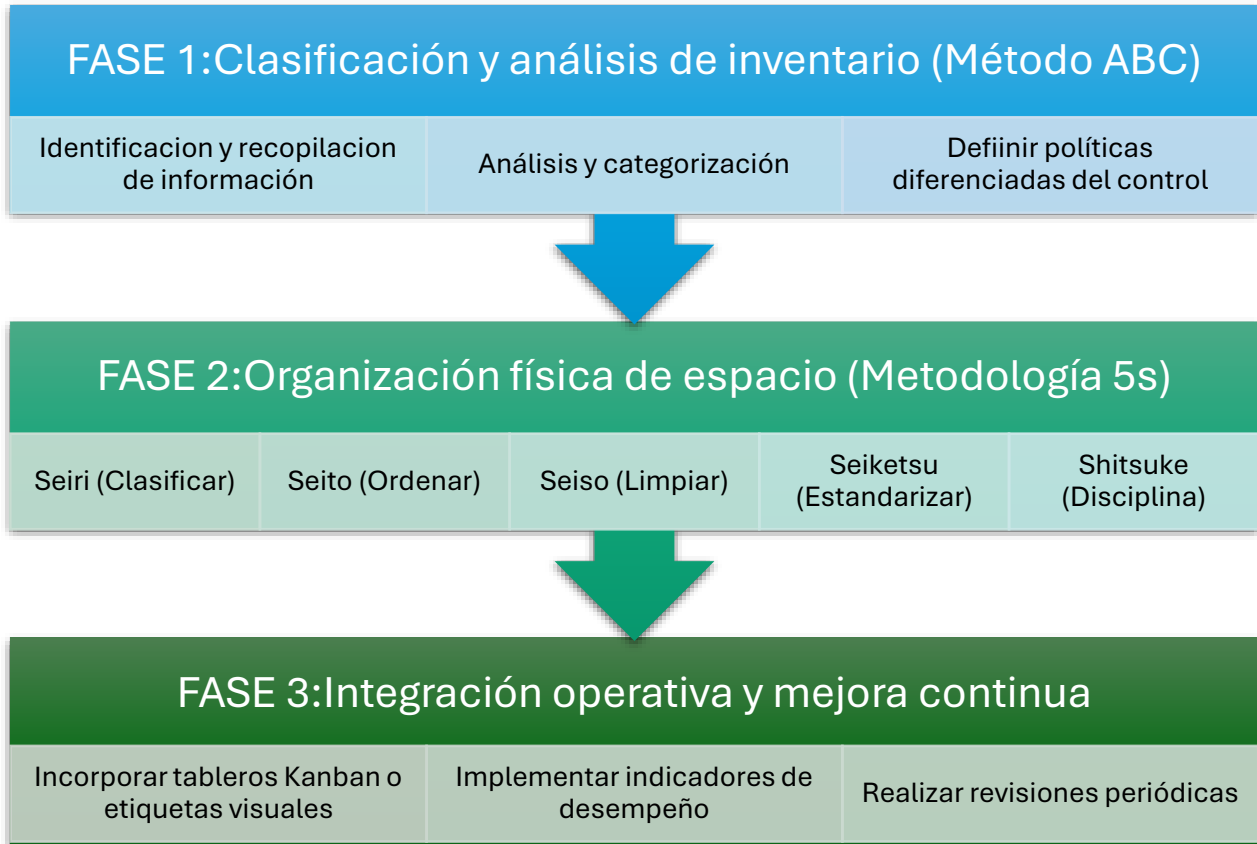 FASE 1:Clasificación y análisis de inventario (Método ABC)
Identificacion y recopilacion
de información
Análisis y categorización
Defiinir políticas
diferenciadas del control
FASE 2:Organización física de espacio (Metodología 5s)
Seiri (Clasificar)
Seito (Ordenar)
Seiso (Limpiar)
Seiketsu
(Estandarizar)
Shitsuke
(Disciplina)
FASE 3:Integración operativa y mejora continua
Incorporar tableros Kanban o
etiquetas visuales
Implementar indicadores de
desempeño
Realizar revisiones periódicas